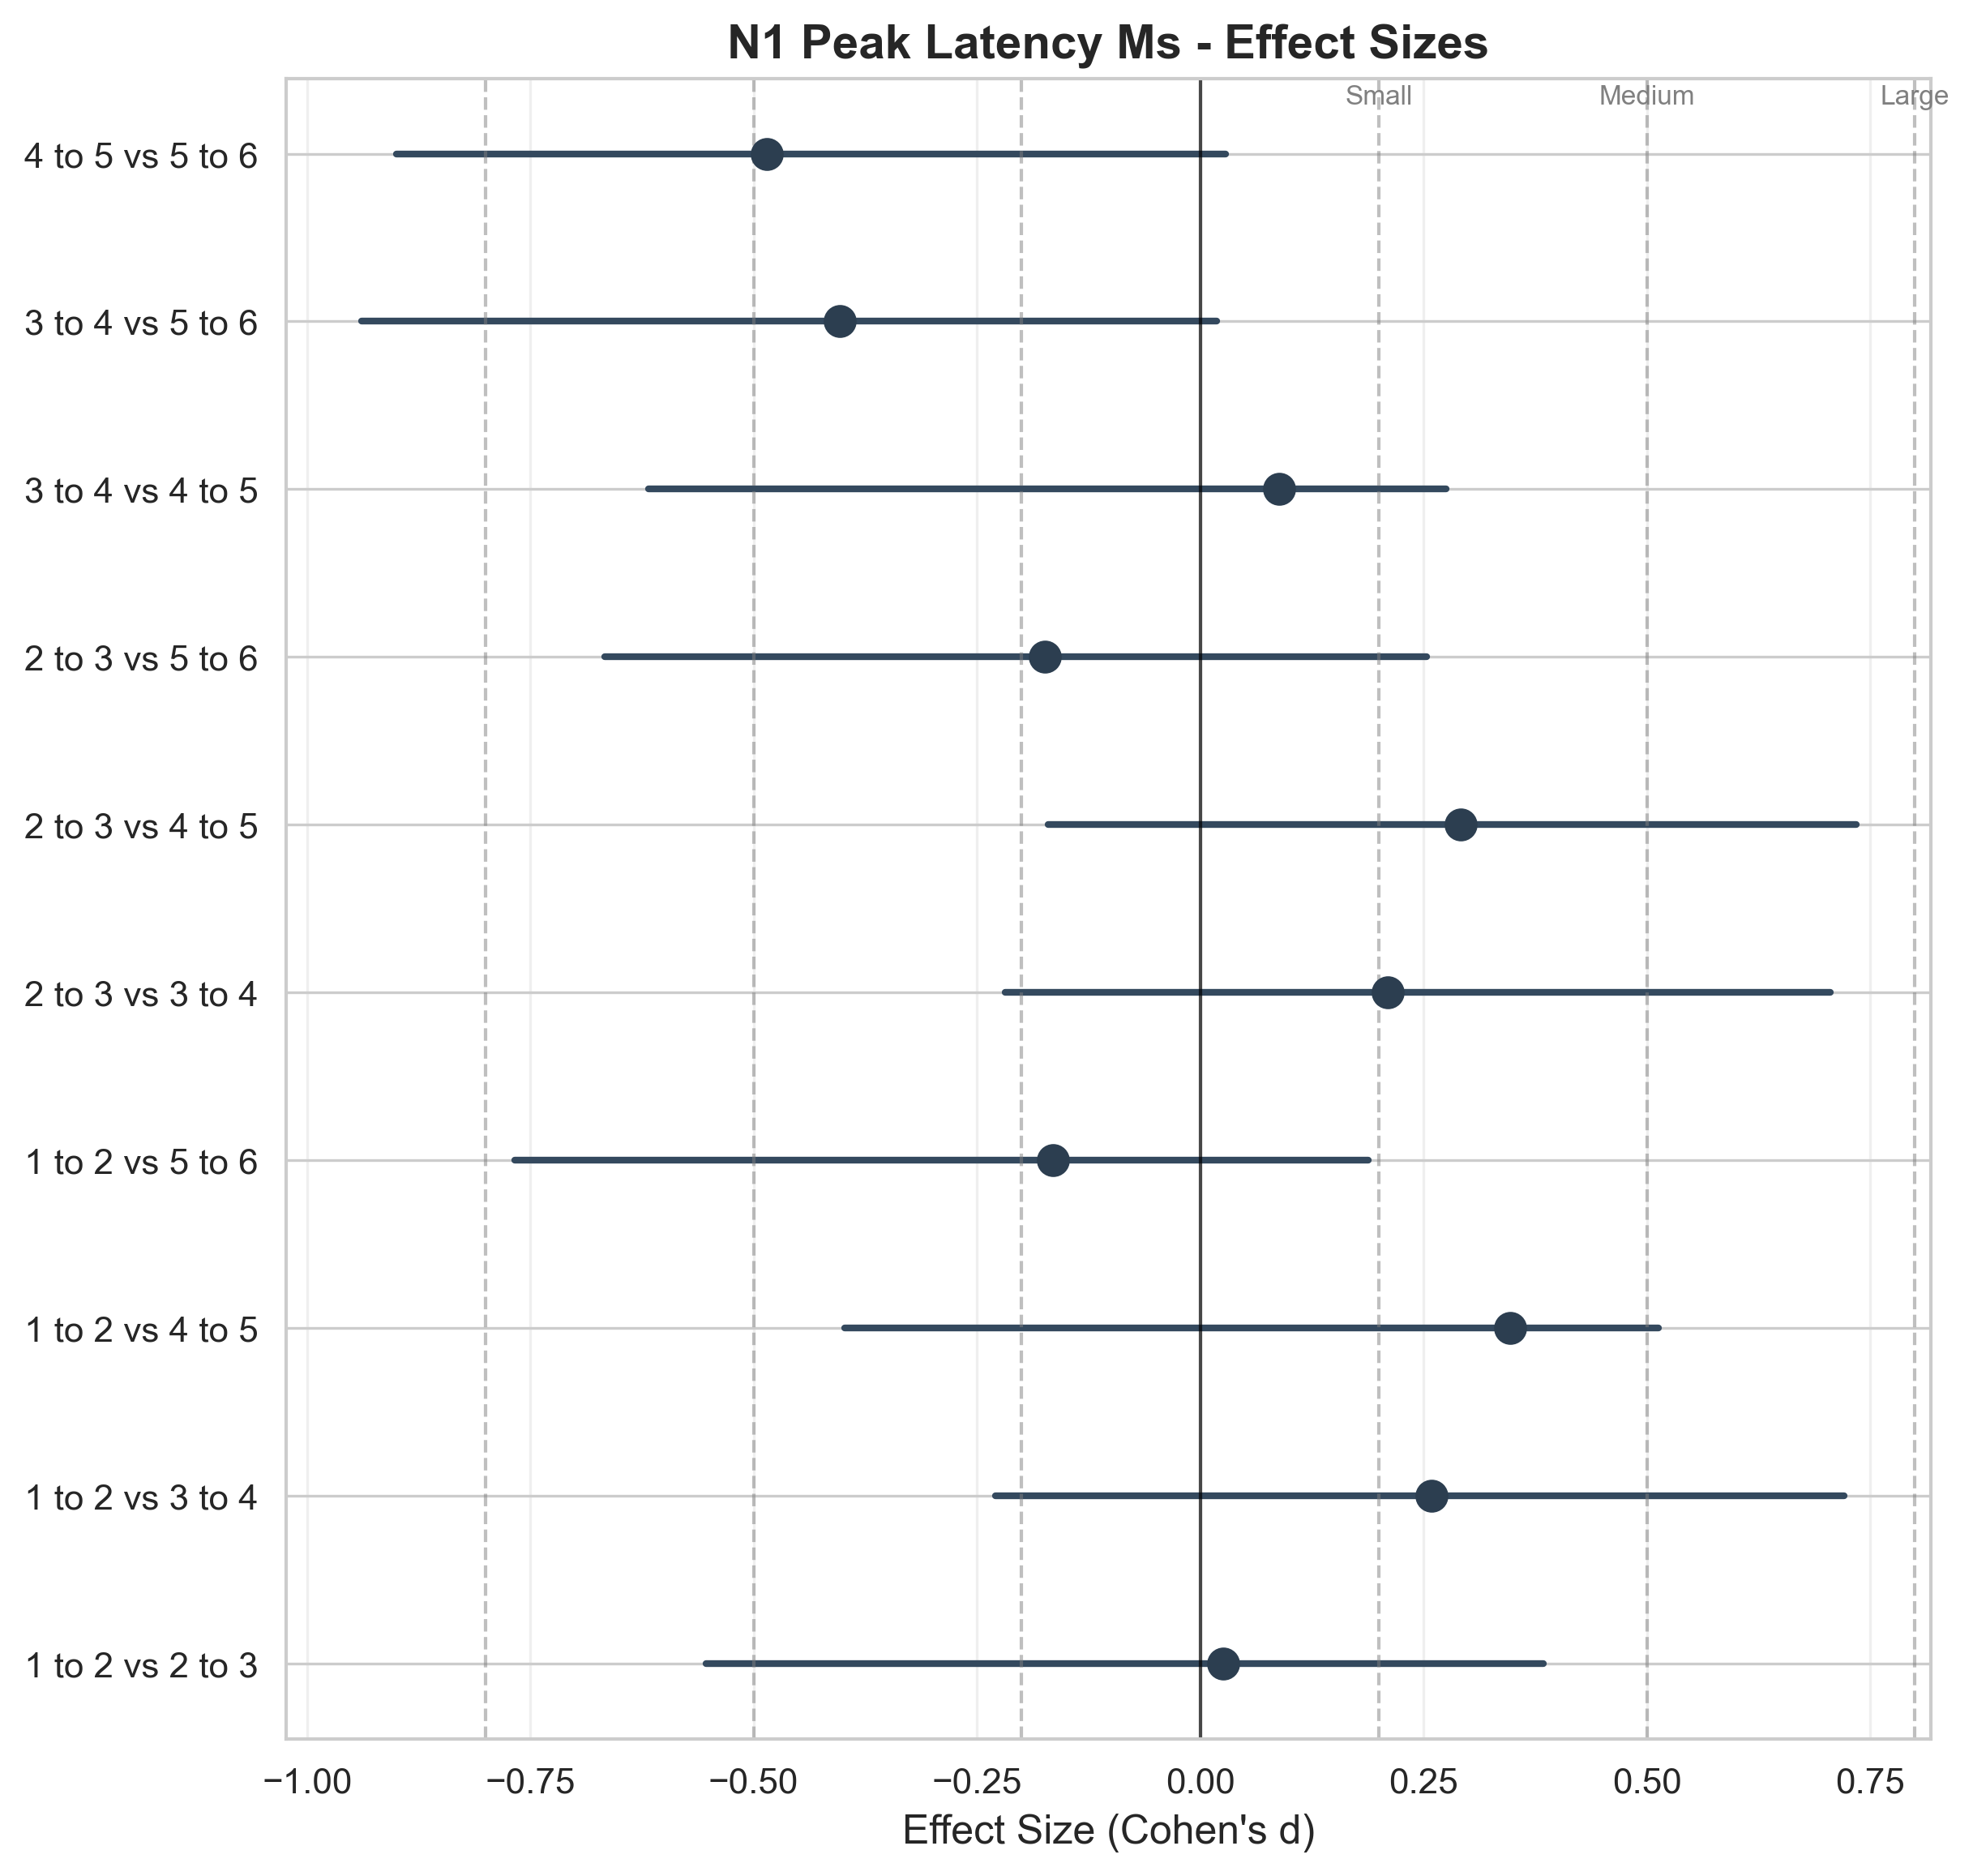 N1 Peak Latency Ms - Effect Sizes
Small Medium Large
4 to 5 vs 5 to 6
3 to 4 vs 5 to 6
3 to 4 vs 4 to 5
2 to 3 vs 5 to 6
2 to 3 vs 4 to 5
2 to 3 vs 3 to 4
1 to 2 vs 5 to 6
1 to 2 vs 4 to 5
1 to 2 vs 3 to 4
1 to 2 vs 2 to 3
−1.00 −0.75 −0.50 −0.25 0.00 0.25 0.50 0.75
Effect Size (Cohen's d)